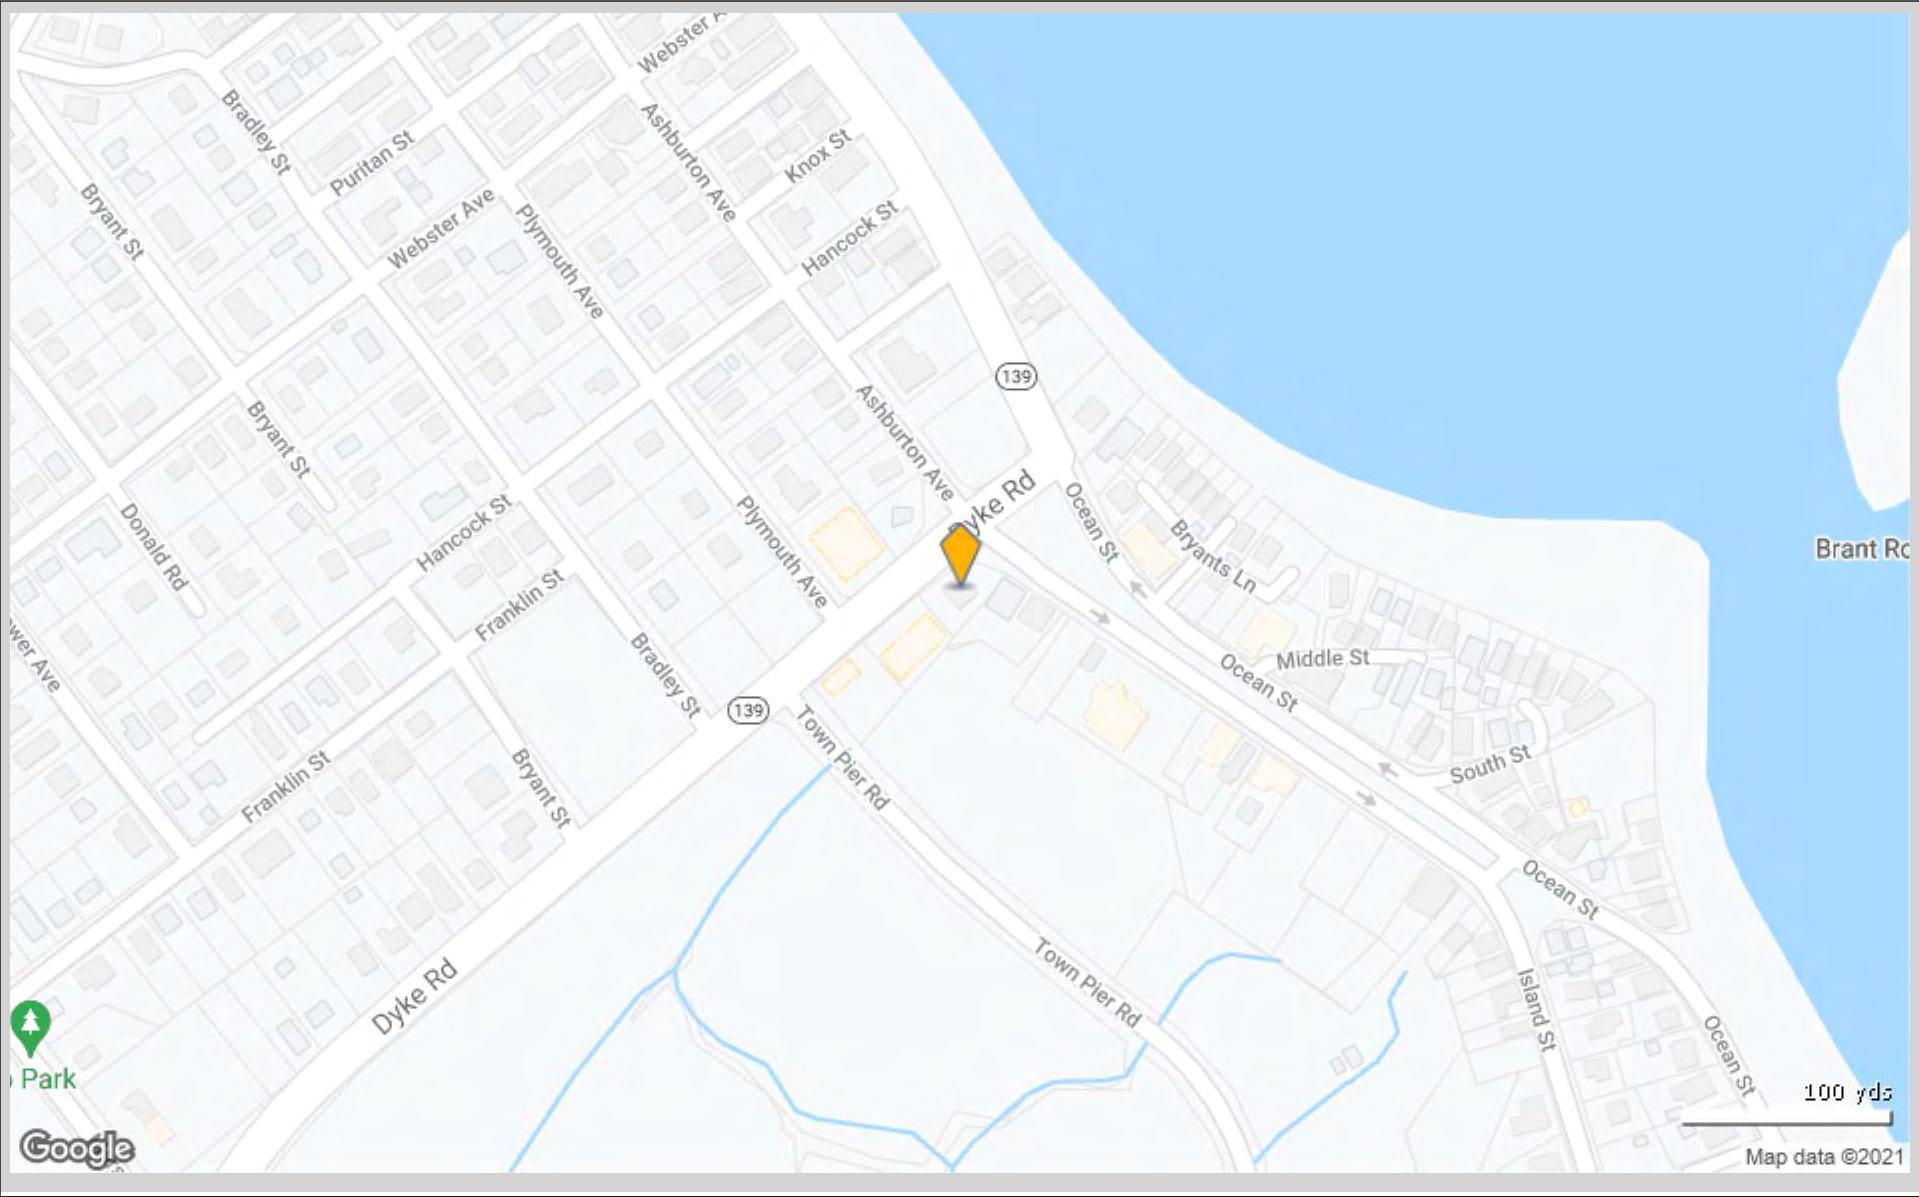 Webster A
Bradley St
Puritan St
Ashburton Ave
Knox St
Bryant St
Webster Ave
Plymouth Ave
Hancock St
139
Ashburton Ave
Bryant St
Dyke Rd
Ocean St
Donald Rd
Hancock St
Plymouth Ave
Bryants Ln
Brant Ro
Franklin St
wer Ave
Bradley St
Middle St
Ocean St
139
Town Pier Rd
Franklin St
Bryant St
South St
Ocean St
Dyke Rd
Town Pier Rd
Island St
Ocean St
Park
100 yds
Google
Map data ©2021